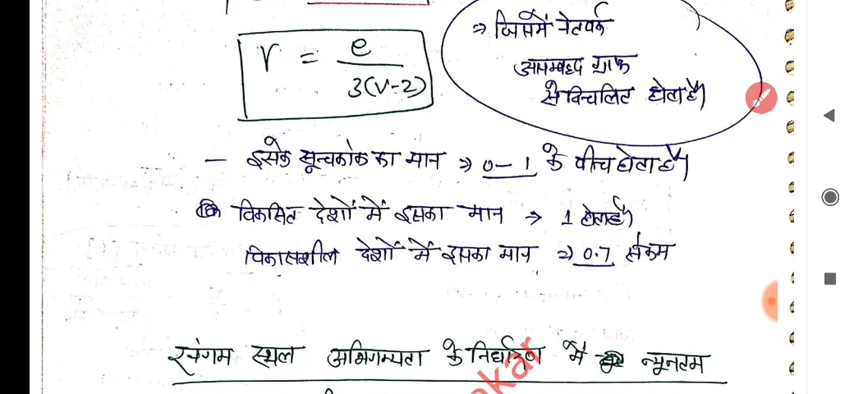 ⇒ जिसमें नेटवर्क
असम्बद्ध ग्राफ
से विचलित होता है।
r = e / 3(V-2)
— इसके सूचकांक का मान ⇒ 0 – 1 के बीच होता है।
विकसित देशों में इसका मान → 1 होता है।
विकासशील देशों में इसका मान ⇒ 0.7 से कम
संगम स्थल अभिगम्यता के निर्धारण में न्यूनतम
kar